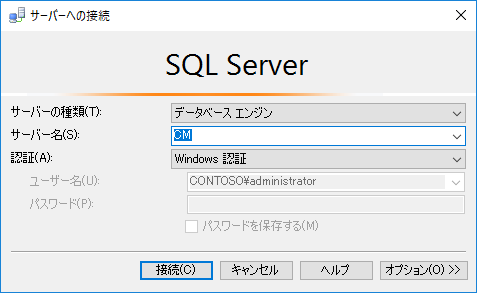 サーバーへの接続
SQL Server
サーバーの種類(T):
データベース エンジン
サーバー名(S):
CM
認証(A):
Windows 認証
ユーザー名(U):
CONTOSO¥administrator
パスワード(P):
パスワードを保存する(M)
接続(C)
キャンセル
ヘルプ
オプション(O) >>